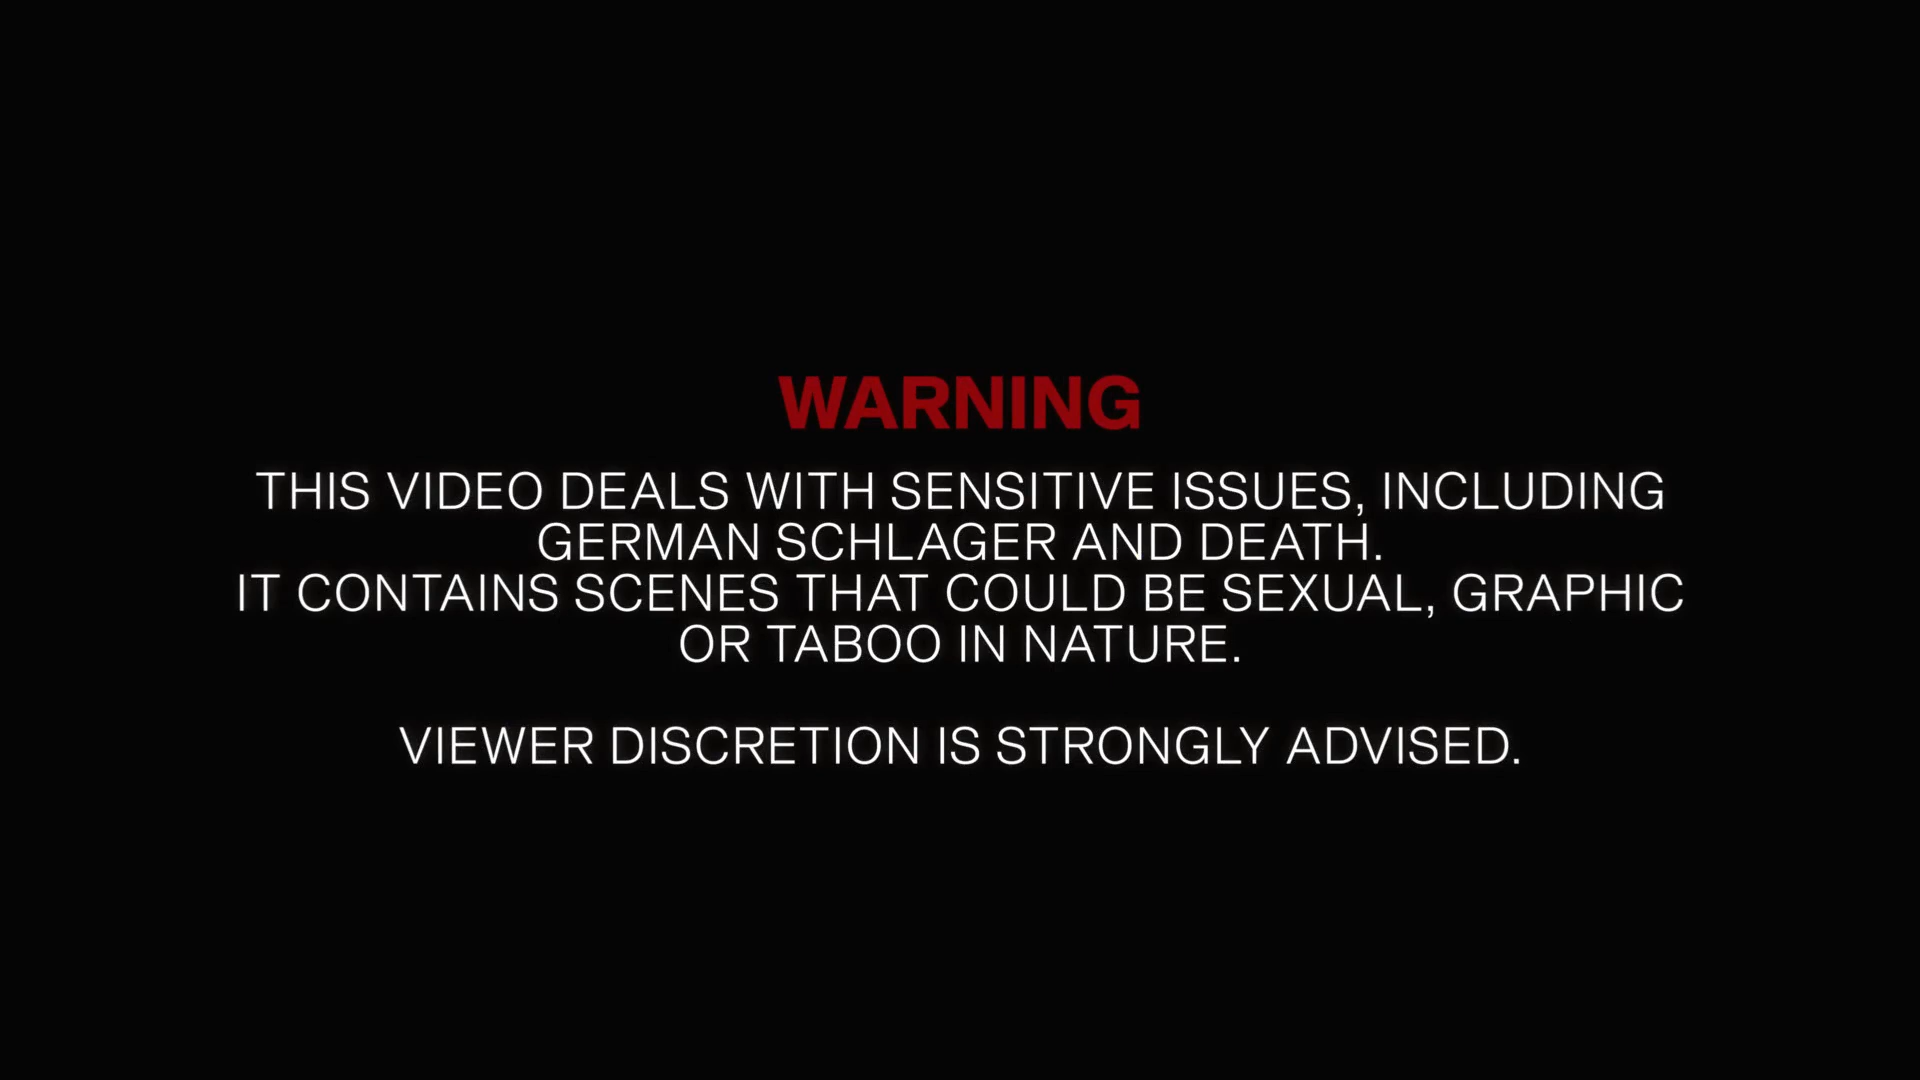 WARNING
THIS VIDEO DEALS WITH SENSITIVE ISSUES, INCLUDING
GERMAN SCHLAGER AND DEATH.
IT CONTAINS SCENES THAT COULD BE SEXUAL, GRAPHIC
OR TABOO IN NATURE.
VIEWER DISCRETION IS STRONGLY ADVISED.